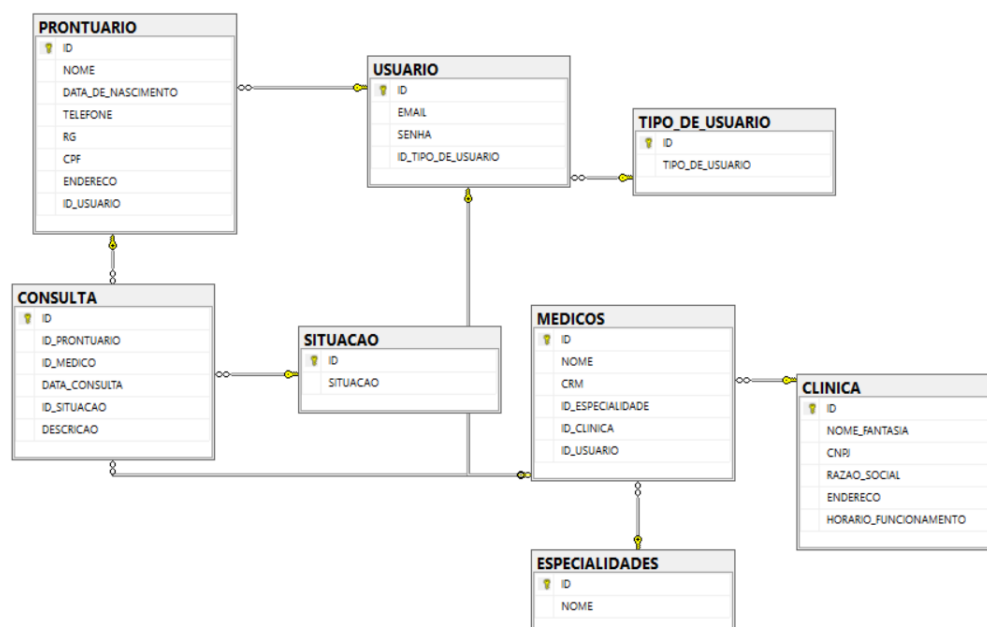 PRONTUARIO
ID
NOME
DATA_DE_NASCIMENTO
TELEFONE
RG
CPF
ENDERECO
ID_USUARIO
USUARIO
ID
EMAIL
SENHA
ID_TIPO_DE_USUARIO
TIPO_DE_USUARIO
ID
TIPO_DE_USUARIO
CONSULTA
ID
ID_PRONTUARIO
ID_MEDICO
DATA_CONSULTA
ID_SITUACAO
DESCRICAO
SITUACAO
ID
SITUACAO
MEDICOS
ID
NOME
CRM
ID_ESPECIALIDADE
ID_CLINICA
ID_USUARIO
CLINICA
ID
NOME_FANTASIA
CNPJ
RAZAO_SOCIAL
ENDERECO
HORARIO_FUNCIONAMENTO
ESPECIALIDADES
ID
NOME